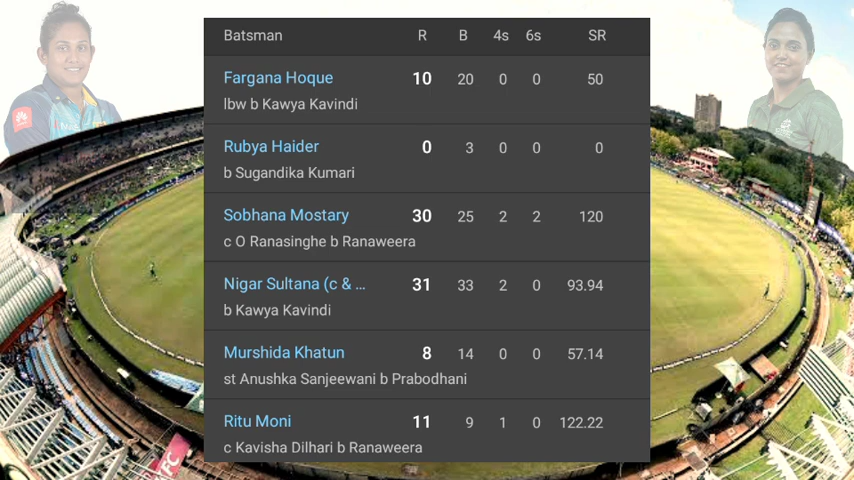 Batsman R B 4s 6s SR
Fargana Hoque 10 20 0 0 50
lbw b Kawya Kavindi
Rubya Haider 0 3 0 0 0
b Sugandika Kumari
Sobhana Mostary 30 25 2 2 120
c O Ranasinghe b Ranaweera
Nigar Sultana (c & ... 31 33 2 0 93.94
b Kawya Kavindi
Murshida Khatun 8 14 0 0 57.14
st Anushka Sanjeewani b Prabodhani
Ritu Moni 11 9 1 0 122.22
c Kavisha Dilhari b Ranaweera